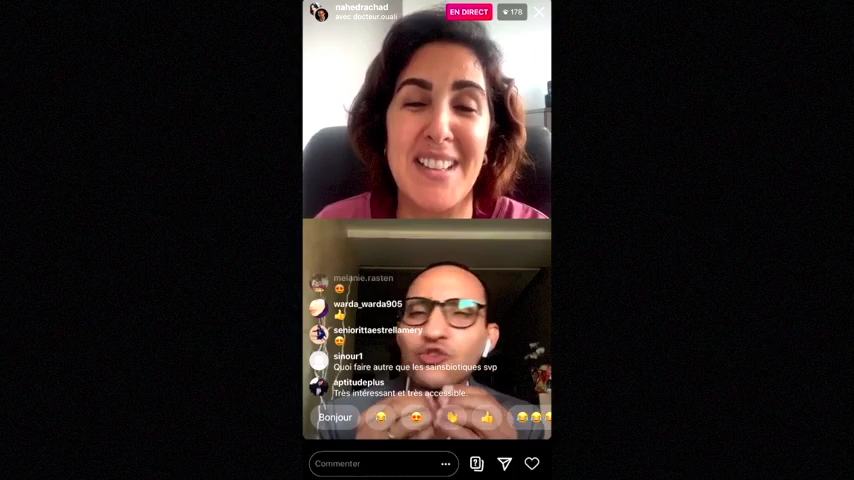 nahedrachad
avec docteur.ouali
EN DIRECT
178
melanie.rasten
warda_warda905
seniorittaestrellamery
sinour1
Quoi faire autre que les sainsbiotiques svp
aptitudeplus
Très intéressant et très accessible.
Bonjour
Commenter